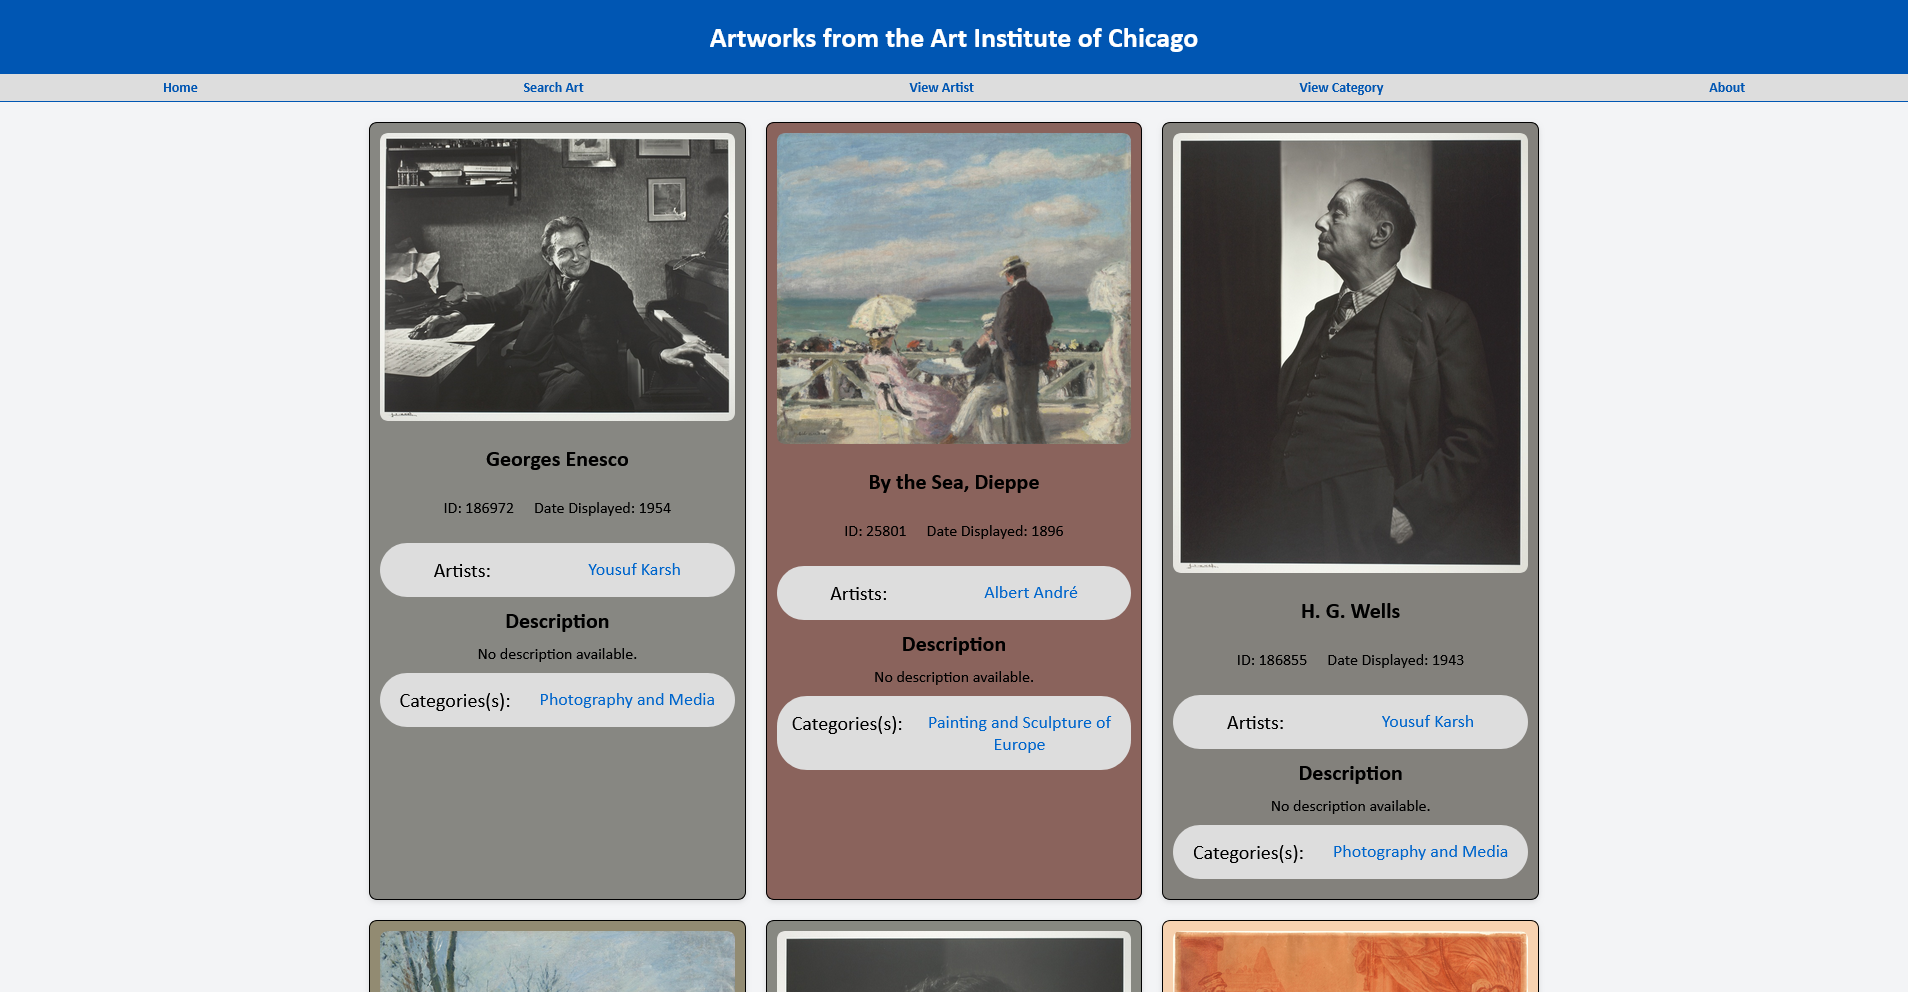 Artworks from the Art Institute of Chicago
Home
Search Art
View Artist
View Category
About
Georges Enesco
ID: 186972
Date Displayed: 1954
Artists:
Yousuf Karsh
Description
No description available.
Categories(s):
Photography and Media
By the Sea, Dieppe
ID: 25801
Date Displayed: 1896
Artists:
Albert André
Description
No description available.
Categories(s):
Painting and Sculpture of
Europe
H. G. Wells
ID: 186855
Date Displayed: 1943
Artists:
Yousuf Karsh
Description
No description available.
Categories(s):
Photography and Media